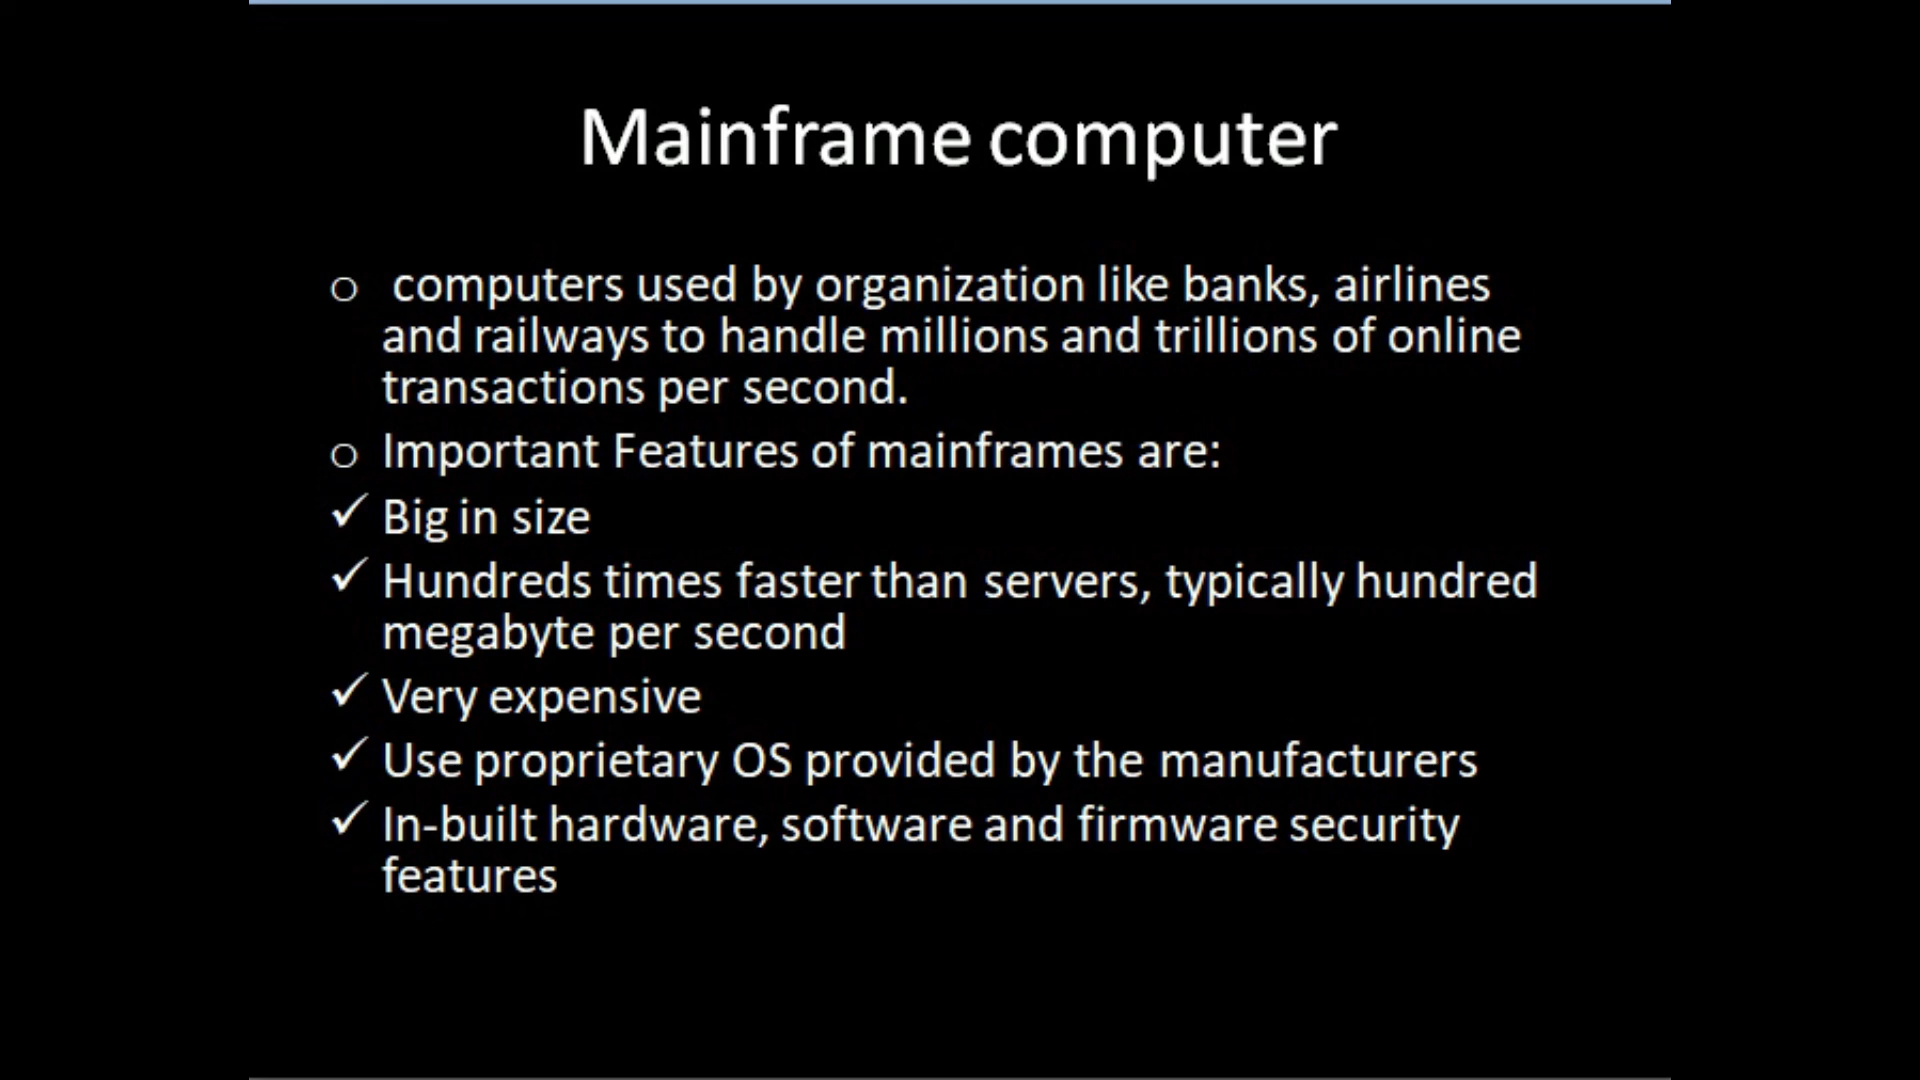 Mainframe computer
o computers used by organization like banks, airlines
and railways to handle millions and trillions of online
transactions per second.
o Important Features of mainframes are:
✓ Big in size
✓ Hundreds times faster than servers, typically hundred
megabyte per second
✓ Very expensive
✓ Use proprietary OS provided by the manufacturers
✓ In-built hardware, software and firmware security
features